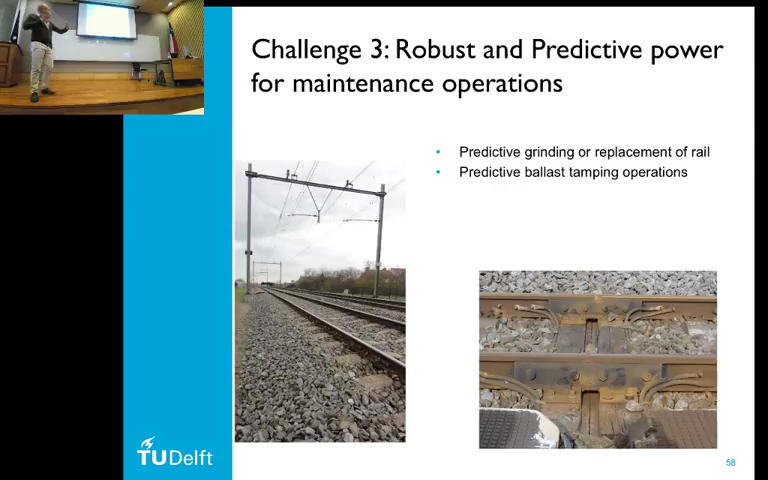 Challenge 3: Robust and Predictive power
for maintenance operations
• Predictive grinding or replacement of rail
• Predictive ballast tamping operations
TUDelft
58